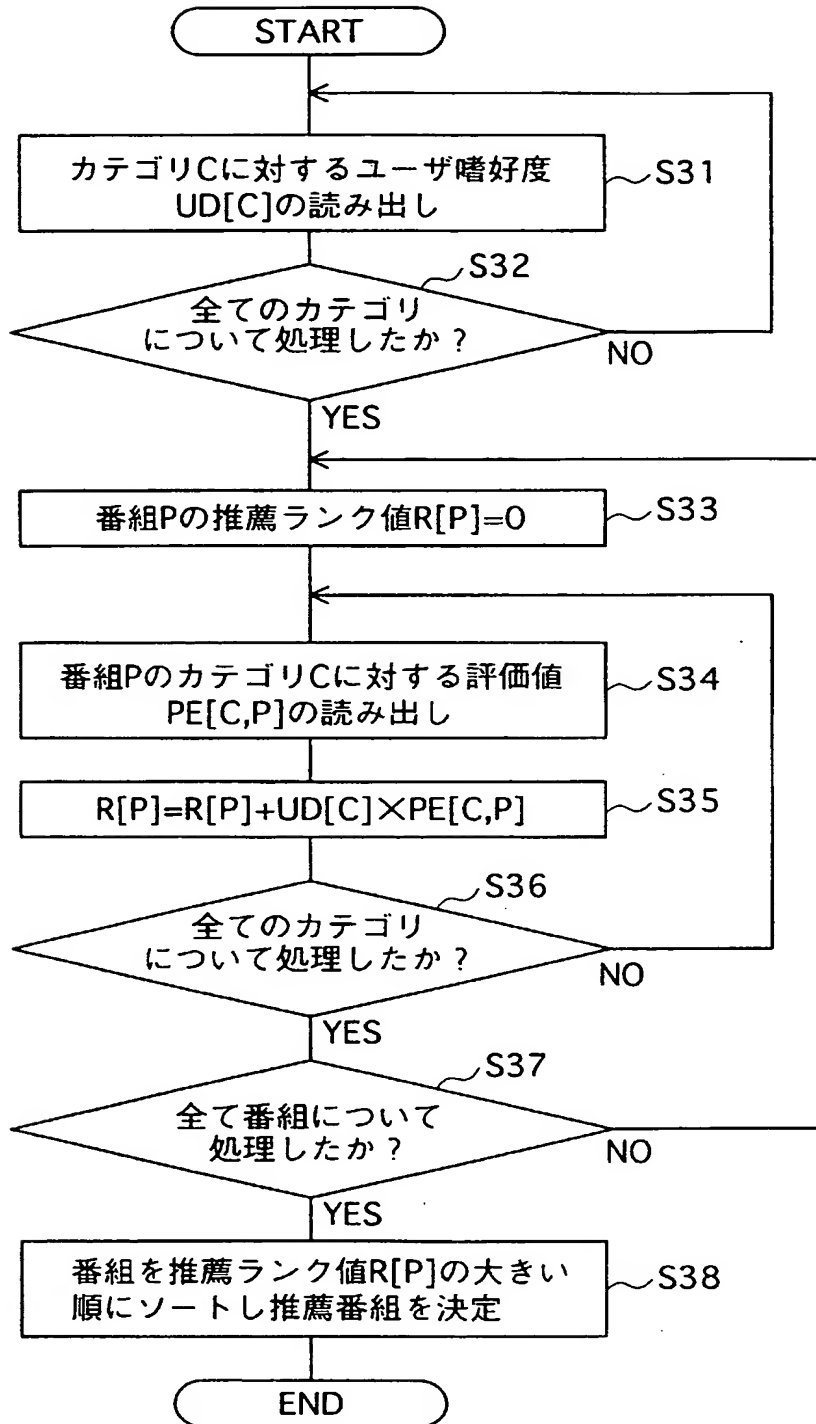 START
カテゴリCに対するユーザ嗜好度
UD[C]の読み出し
S31
S32
全てのカテゴリ
について処理したか？
NO
YES
番組Pの推薦ランク値R[P]=0
S33
番組PのカテゴリCに対する評価値
PE[C,P]の読み出し
S34
R[P]=R[P]+UD[C]×PE[C,P]
S35
S36
全てのカテゴリ
について処理したか？
NO
YES
S37
全て番組について
処理したか？
NO
YES
番組を推薦ランク値R[P]の大きい
順にソートし推薦番組を決定
S38
END